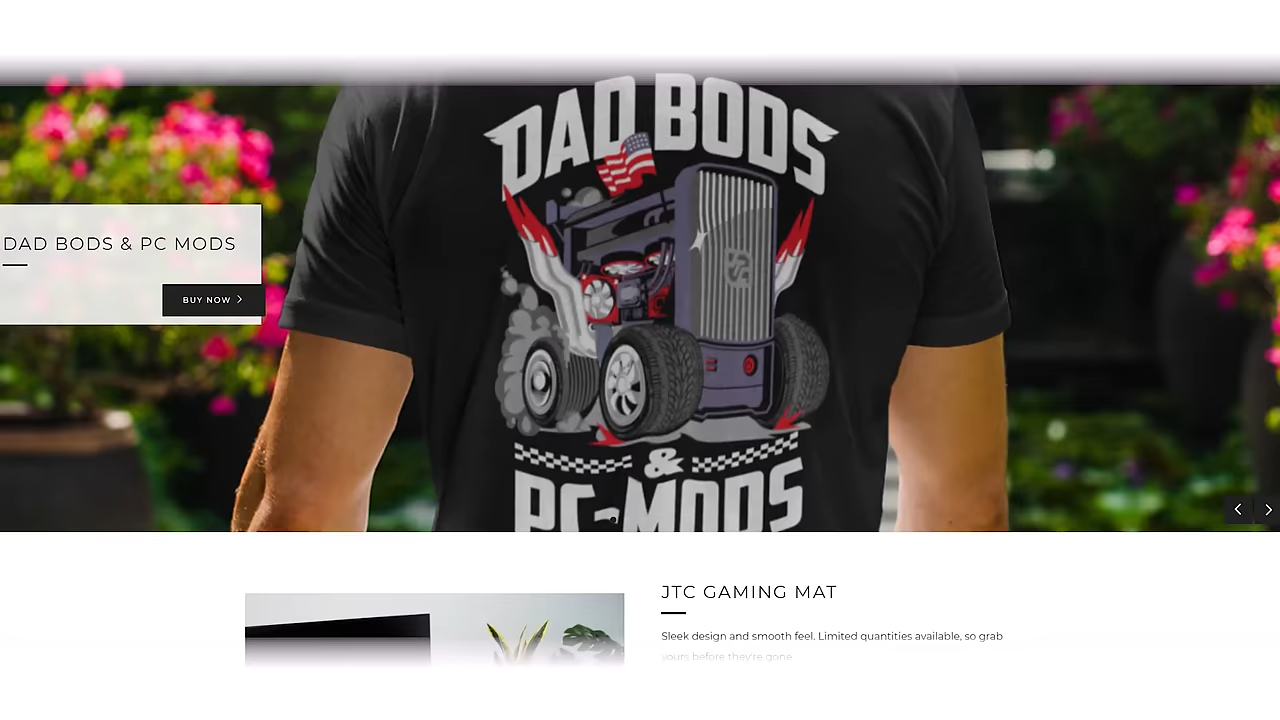 DAD BODS
&
PC-MODS
DAD BODS & PC MODS
BUY NOW
JTC GAMING MAT
Sleek design and smooth feel. Limited quantities available, so grab
yours before they're gone